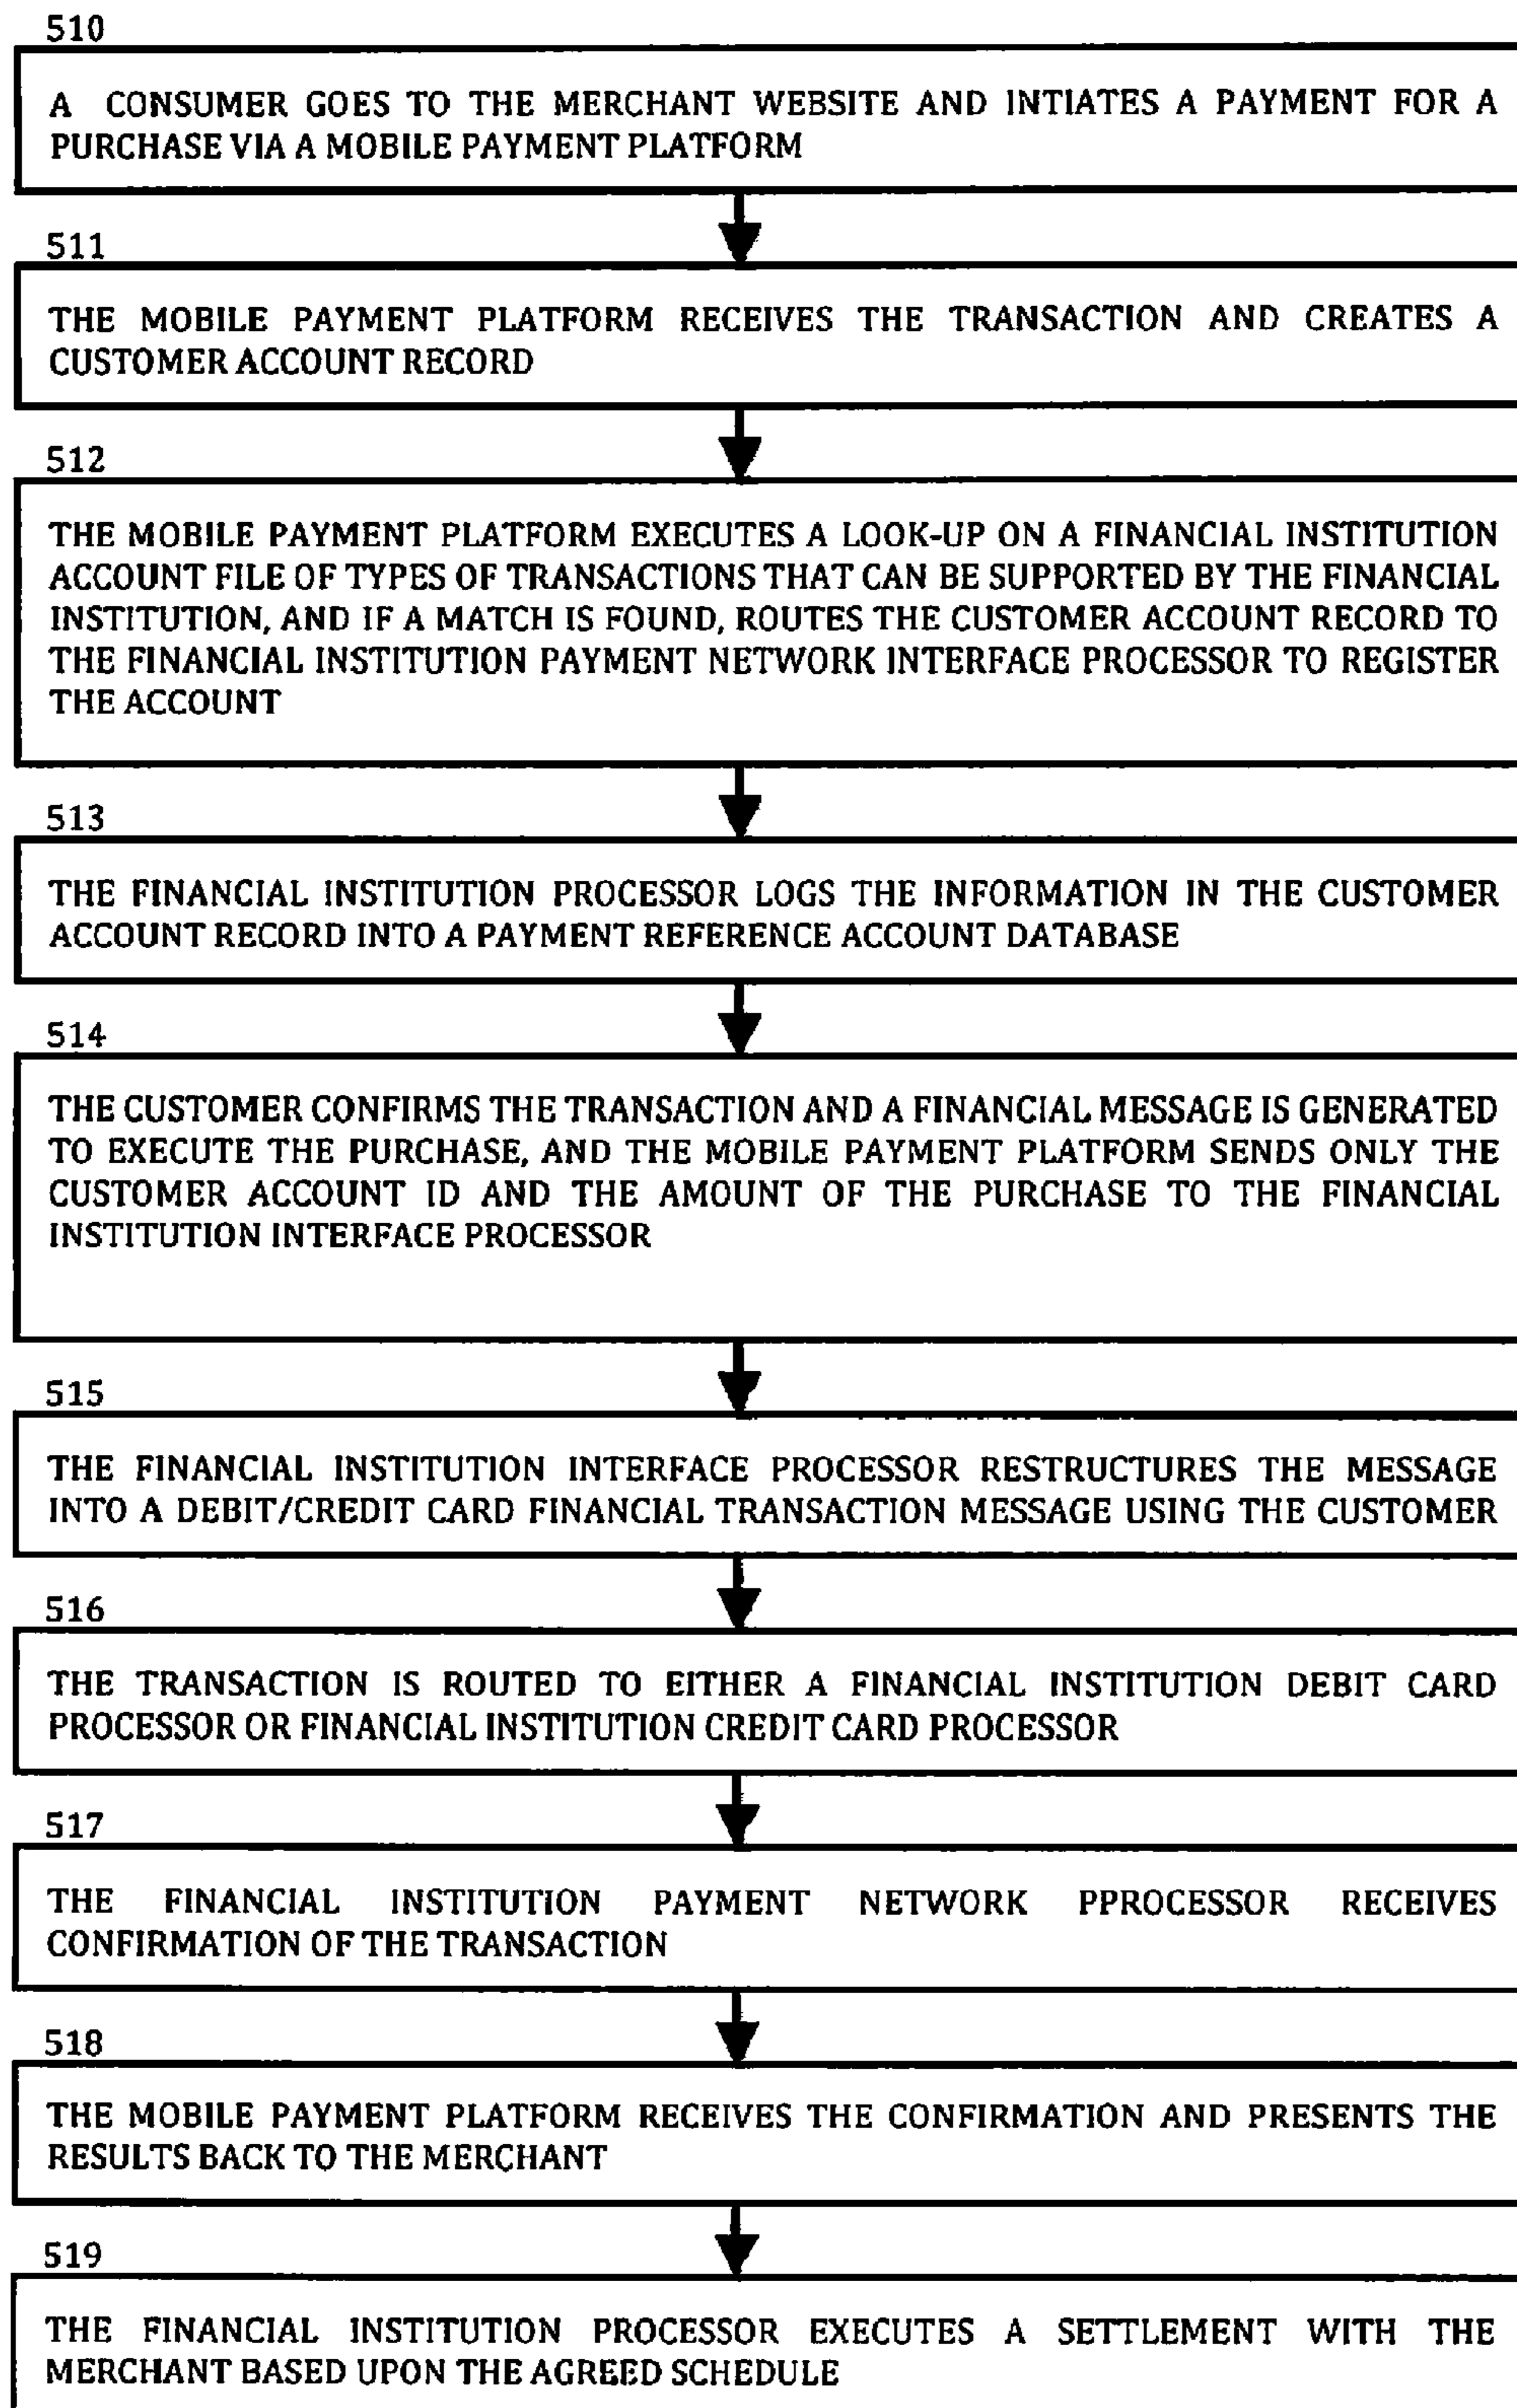 510
A CONSUMER GOES TO THE MERCHANT WEBSITE AND INTIATES A PAYMENT FOR A
PURCHASE VIA A MOBILE PAYMENT PLATFORM
511
THE MOBILE PAYMENT PLATFORM RECEIVES THE TRANSACTION AND CREATES A
CUSTOMER ACCOUNT RECORD
512
THE MOBILE PAYMENT PLATFORM EXECUTES A LOOK-UP ON A FINANCIAL INSTITUTION
ACCOUNT FILE OF TYPES OF TRANSACTIONS THAT CAN BE SUPPORTED BY THE FINANCIAL
INSTITUTION, AND IF A MATCH IS FOUND, ROUTES THE CUSTOMER ACCOUNT RECORD TO
THE FINANCIAL INSTITUTION PAYMENT NETWORK INTERFACE PROCESSOR TO REGISTER
THE ACCOUNT
513
THE FINANCIAL INSTITUTION PROCESSOR LOGS THE INFORMATION IN THE CUSTOMER
ACCOUNT RECORD INTO A PAYMENT REFERENCE ACCOUNT DATABASE
514
THE CUSTOMER CONFIRMS THE TRANSACTION AND A FINANCIAL MESSAGE IS GENERATED
TO EXECUTE THE PURCHASE, AND THE MOBILE PAYMENT PLATFORM SENDS ONLY THE
CUSTOMER ACCOUNT ID AND THE AMOUNT OF THE PURCHASE TO THE FINANCIAL
INSTITUTION INTERFACE PROCESSOR
515
THE FINANCIAL INSTITUTION INTERFACE PROCESSOR RESTRUCTURES THE MESSAGE
INTO A DEBIT/CREDIT CARD FINANCIAL TRANSACTION MESSAGE USING THE CUSTOMER
516
THE TRANSACTION IS ROUTED TO EITHER A FINANCIAL INSTITUTION DEBIT CARD
PROCESSOR OR FINANCIAL INSTITUTION CREDIT CARD PROCESSOR
517
THE FINANCIAL INSTITUTION PAYMENT NETWORK PPROCESSOR RECEIVES
CONFIRMATION OF THE TRANSACTION
518
THE MOBILE PAYMENT PLATFORM RECEIVES THE CONFIRMATION AND PRESENTS THE
RESULTS BACK TO THE MERCHANT
519
THE FINANCIAL INSTITUTION PROCESSOR EXECUTES A SETTLEMENT WITH THE
MERCHANT BASED UPON THE AGREED SCHEDULE